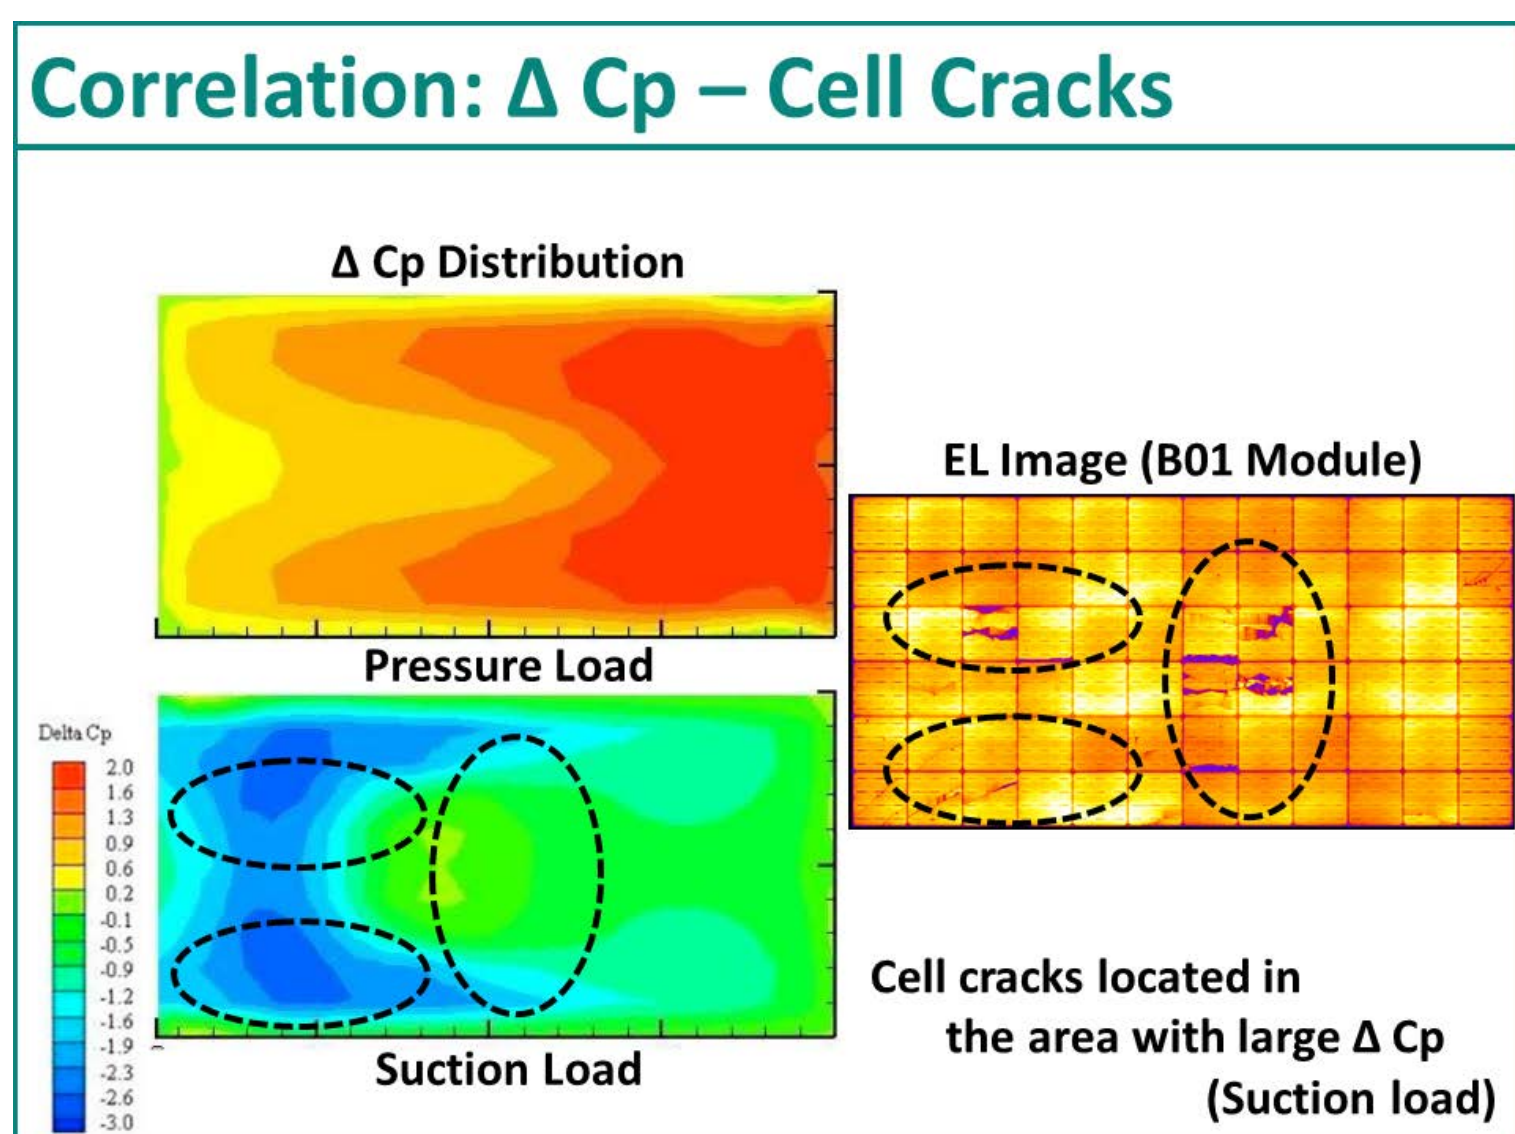 Correlation: Δ Cp – Cell Cracks
Δ Cp Distribution
Pressure Load
EL Image (B01 Module)
Delta Cp
2.0
1.6
1.3
0.9
0.6
0.2
-0.1
-0.5
-0.9
-1.2
-1.6
-1.9
-2.3
-2.6
-3.0
Suction Load
Cell cracks located in
the area with large Δ Cp
(Suction load)